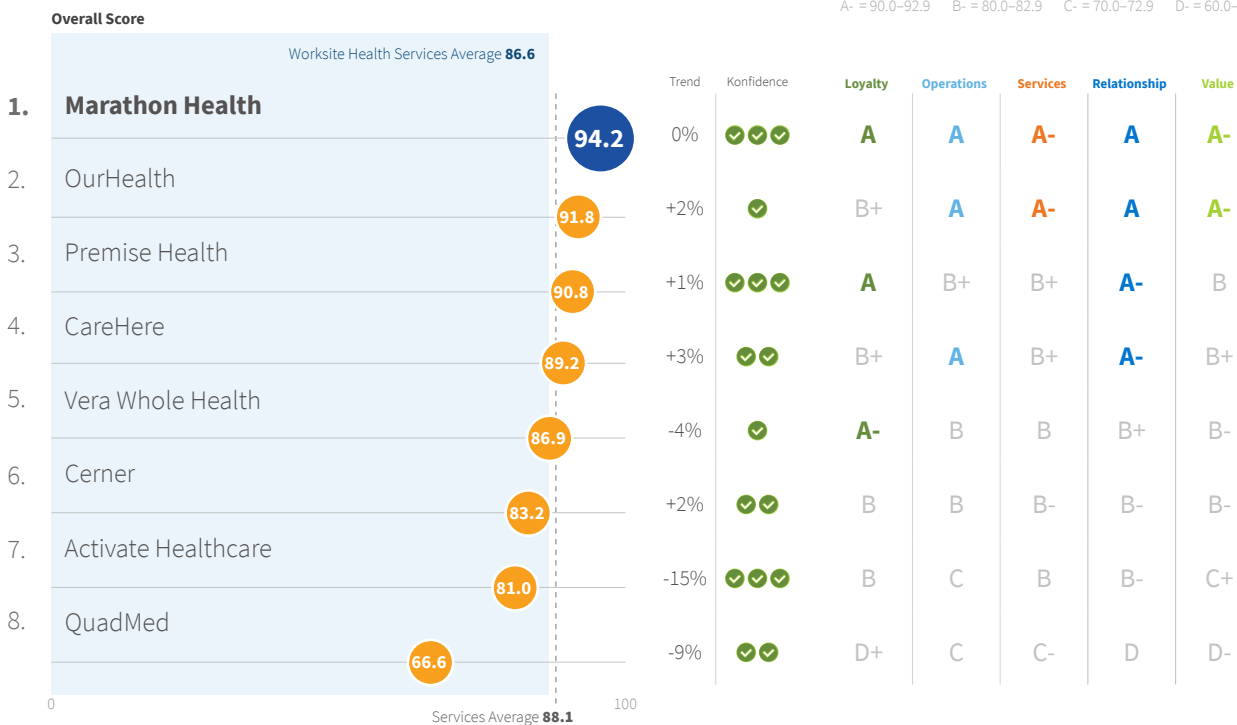 A- = 90.0–92.9 B- = 80.0–82.9 C- = 70.0–72.9 D- = 60.0–
Overall Score
Worksite Health Services Average 86.6
Trend Konfidence Loyalty Operations Services Relationship Value
1. Marathon Health 94.2 0% A A A- A A-
2. OurHealth 91.8 +2% B+ A A- A A-
3. Premise Health 90.8 +1% A B+ B+ A- B
4. CareHere 89.2 +3% B+ A B+ A- B+
5. Vera Whole Health 86.9 -4% A- B B B+ B-
6. Cerner 83.2 +2% B B B- B- B-
7. Activate Healthcare 81.0 -15% B C B B- C+
8. QuadMed 66.6 -9% D+ C C- D D-
0 100
Services Average 88.1